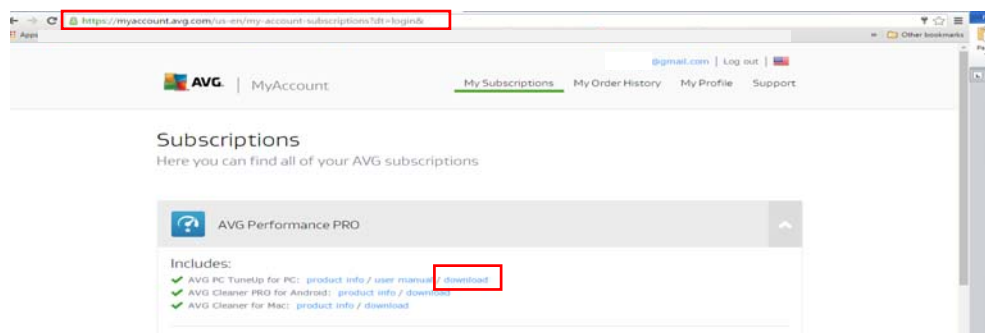 https://myaccount.avg.com/us-en/my-account-subscriptions?dt=login&
Apps
» Other bookmarks
@gmail.com | Log out |
AVG. | MyAccount
My Subscriptions My Order History My Profile Support
Subscriptions
Here you can find all of your AVG subscriptions
AVG Performance PRO
Includes:
AVG PC TuneUp for PC: product info / user manual / download
AVG Cleaner PRO for Android: product info / download
AVG Cleaner for Mac: product info / download